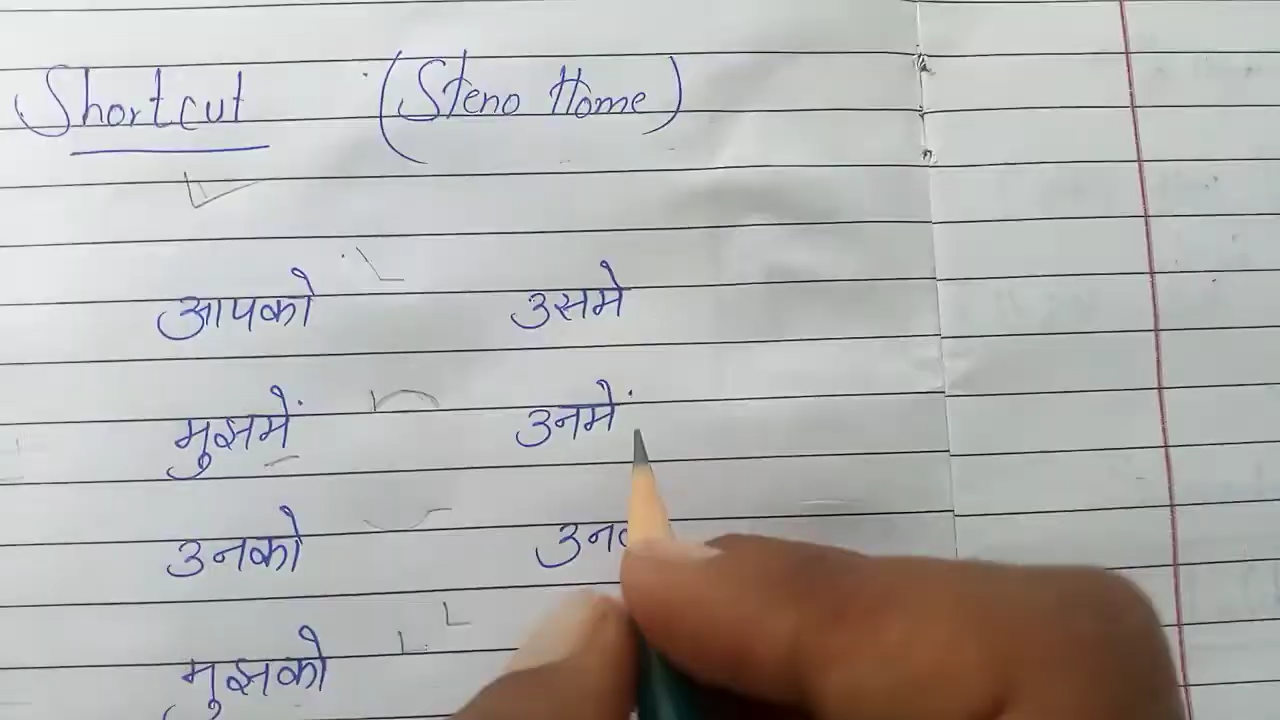 Shortcut (Steno Home)
आपको उसमे
मुझमें उनमें
उनको
मुझको